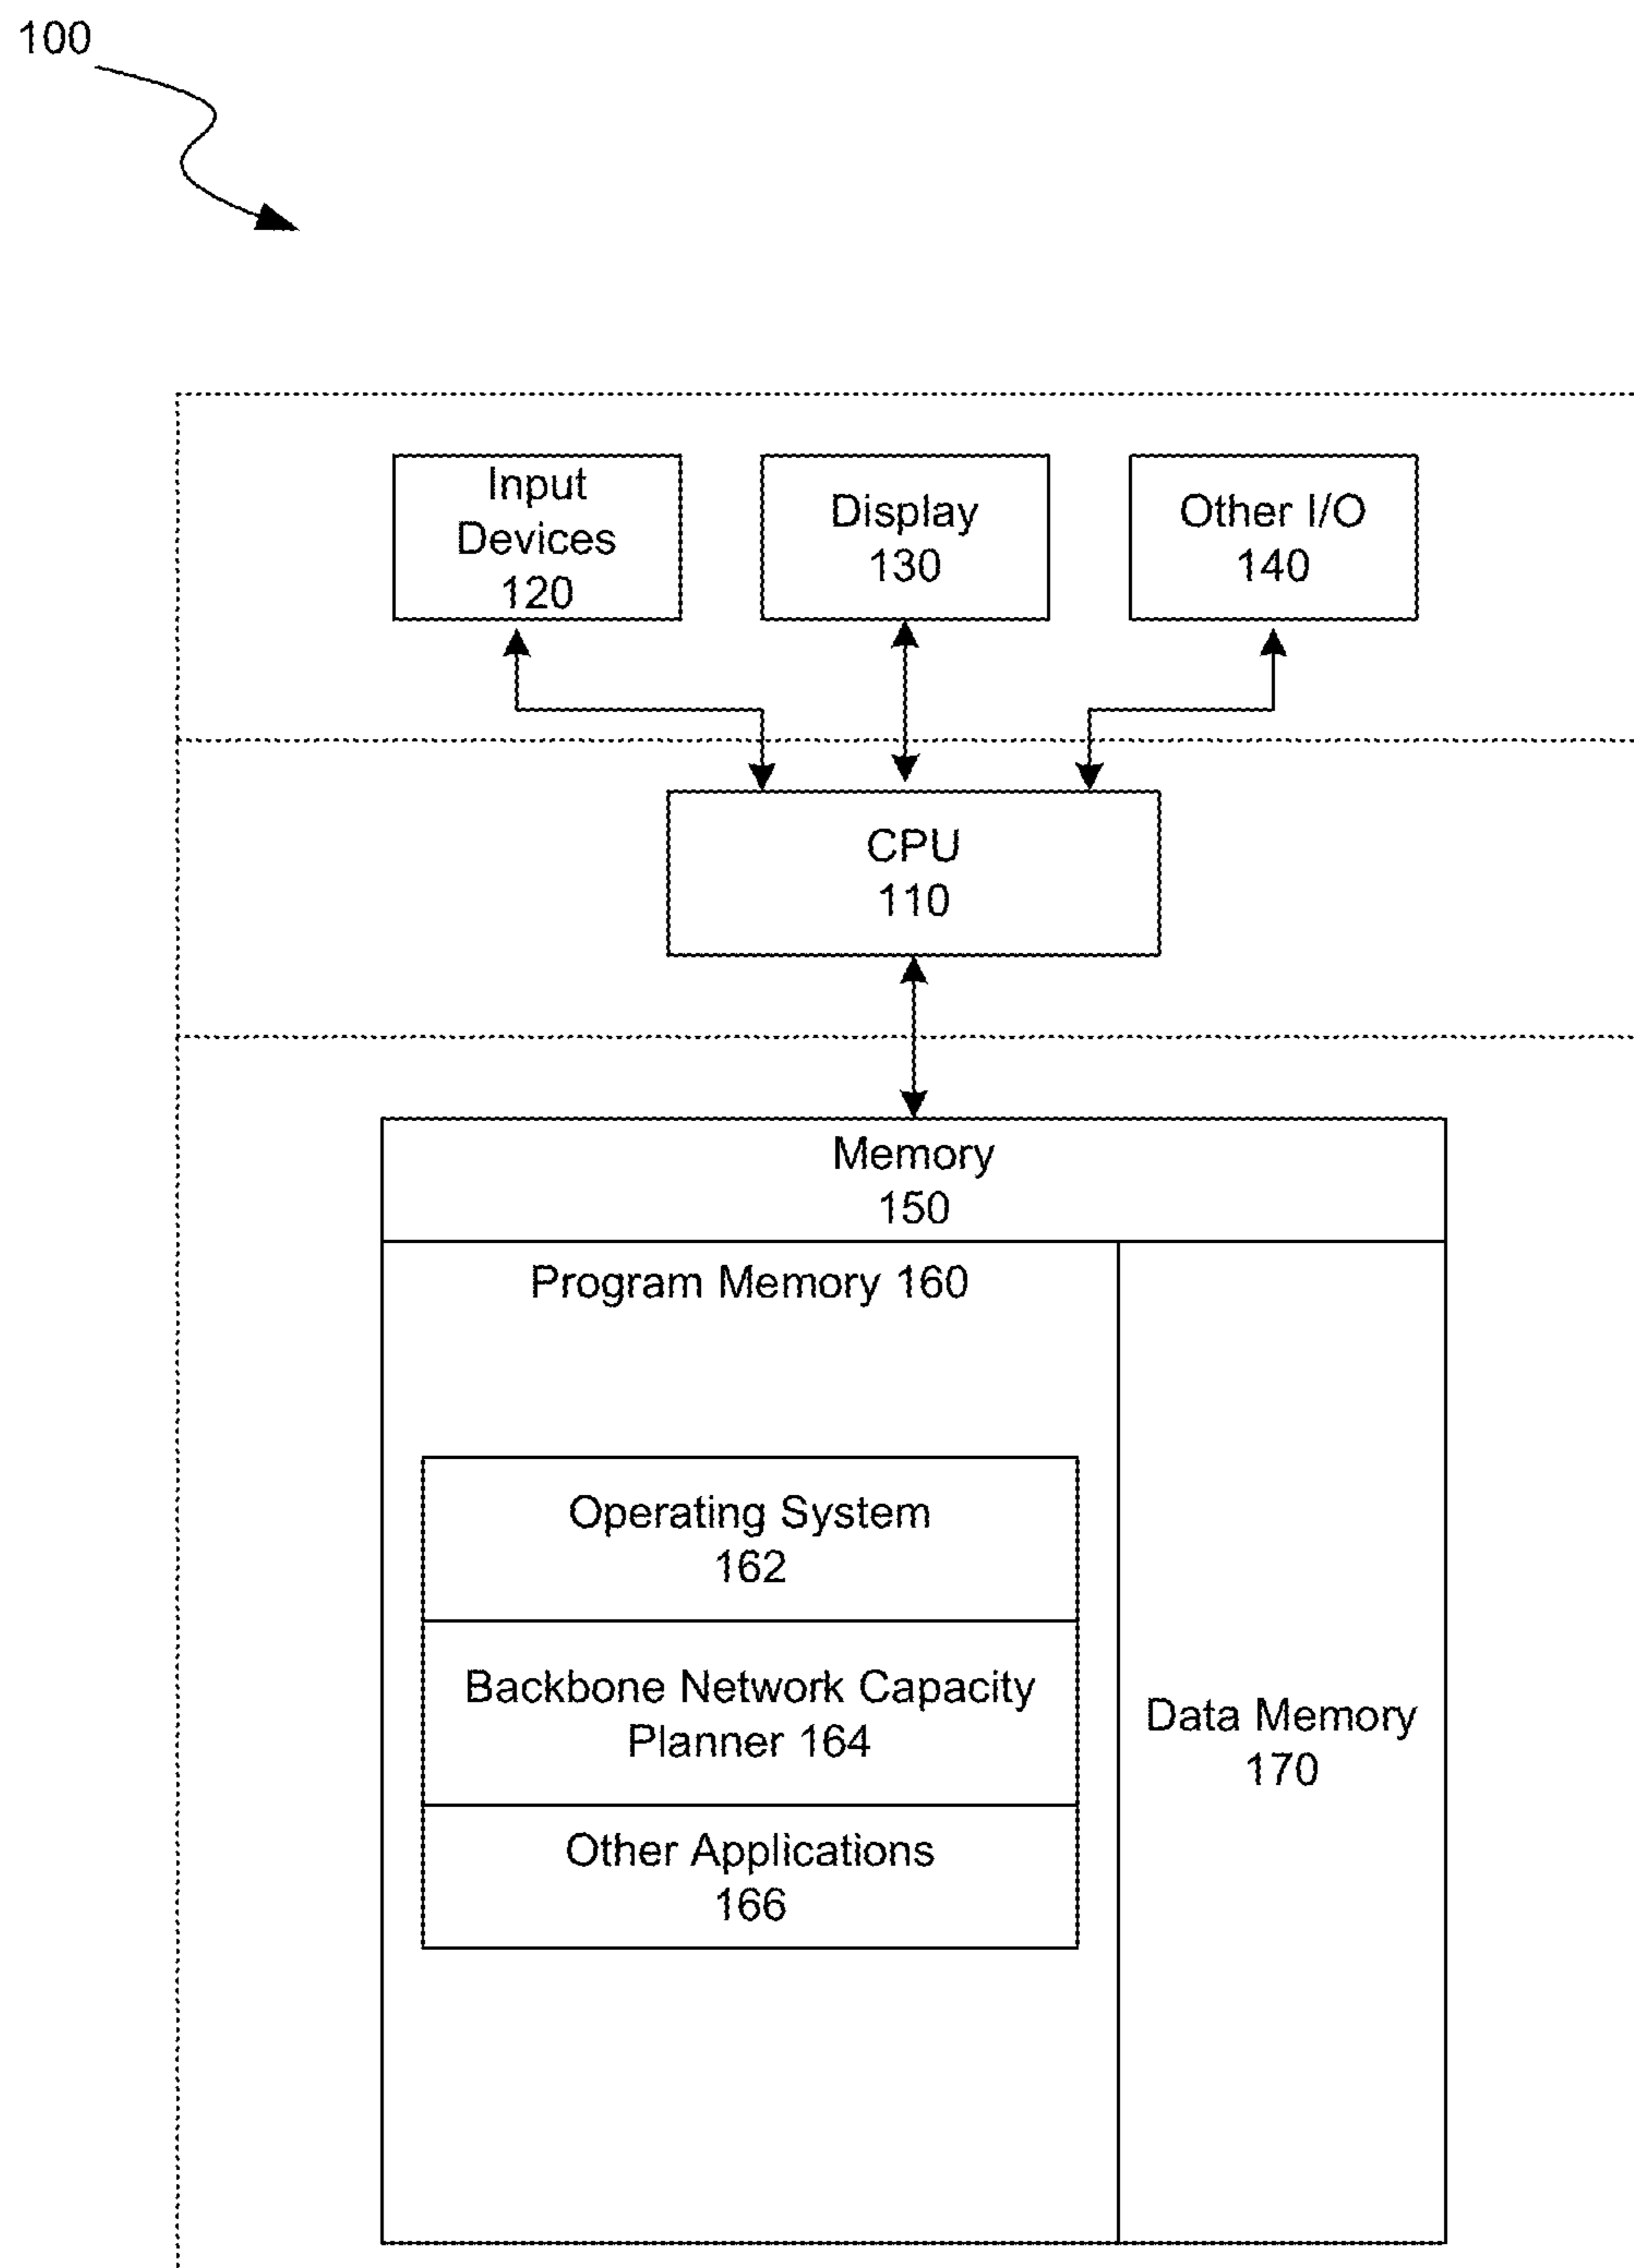 100
Input
Devices
120
Display
130
Other I/O
140
CPU
110
Memory
150
Program Memory 160
Operating System
162
Backbone Network Capacity
Planner 164
Other Applications
166
Data Memory
170